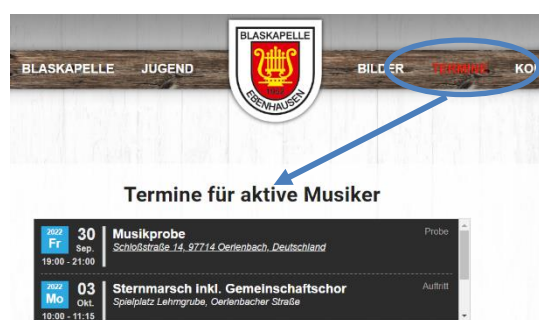 BLASKAPELLE
BLASKAPELLE JUGEND BILDER TERMINE KO
1993
EBENHAUSEN
Termine für aktive Musiker
2022 30 Musikprobe Probe
Fr Sep. Schloßstraße 14, 97714 Oerlenbach, Deutschland
19:00 - 21:00
2022 03 Sternmarsch inkl. Gemeinschaftschor Auftritt
Mo Okt. Spielplatz Lehmgrube, Oerlenbacher Straße
10:00 - 11:15